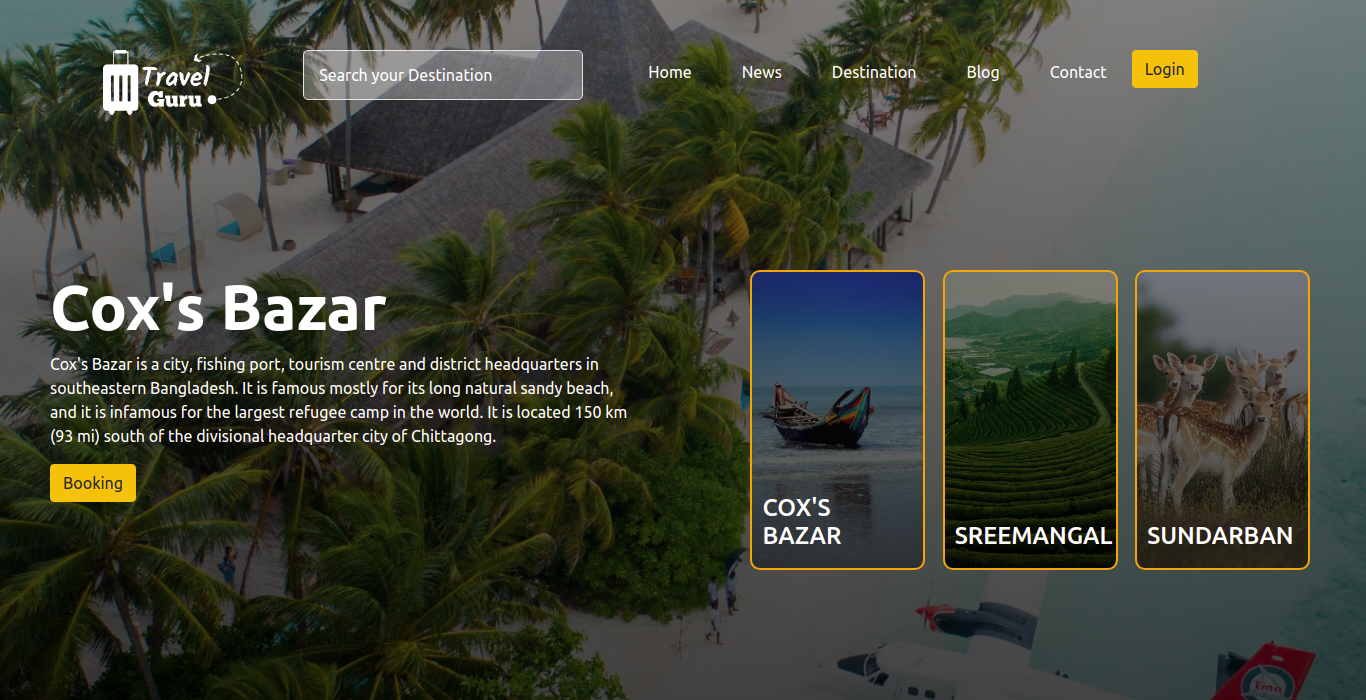 Travel
Guru
Search your Destination
Home
News
Destination
Blog
Contact
Login
Cox's Bazar
Cox's Bazar is a city, fishing port, tourism centre and district headquarters in
southeastern Bangladesh. It is famous mostly for its long natural sandy beach,
and it is infamous for the largest refugee camp in the world. It is located 150 km
(93 mi) south of the divisional headquarter city of Chittagong.
Booking
COX'S
BAZAR
SREEMANGAL
SUNDARBAN